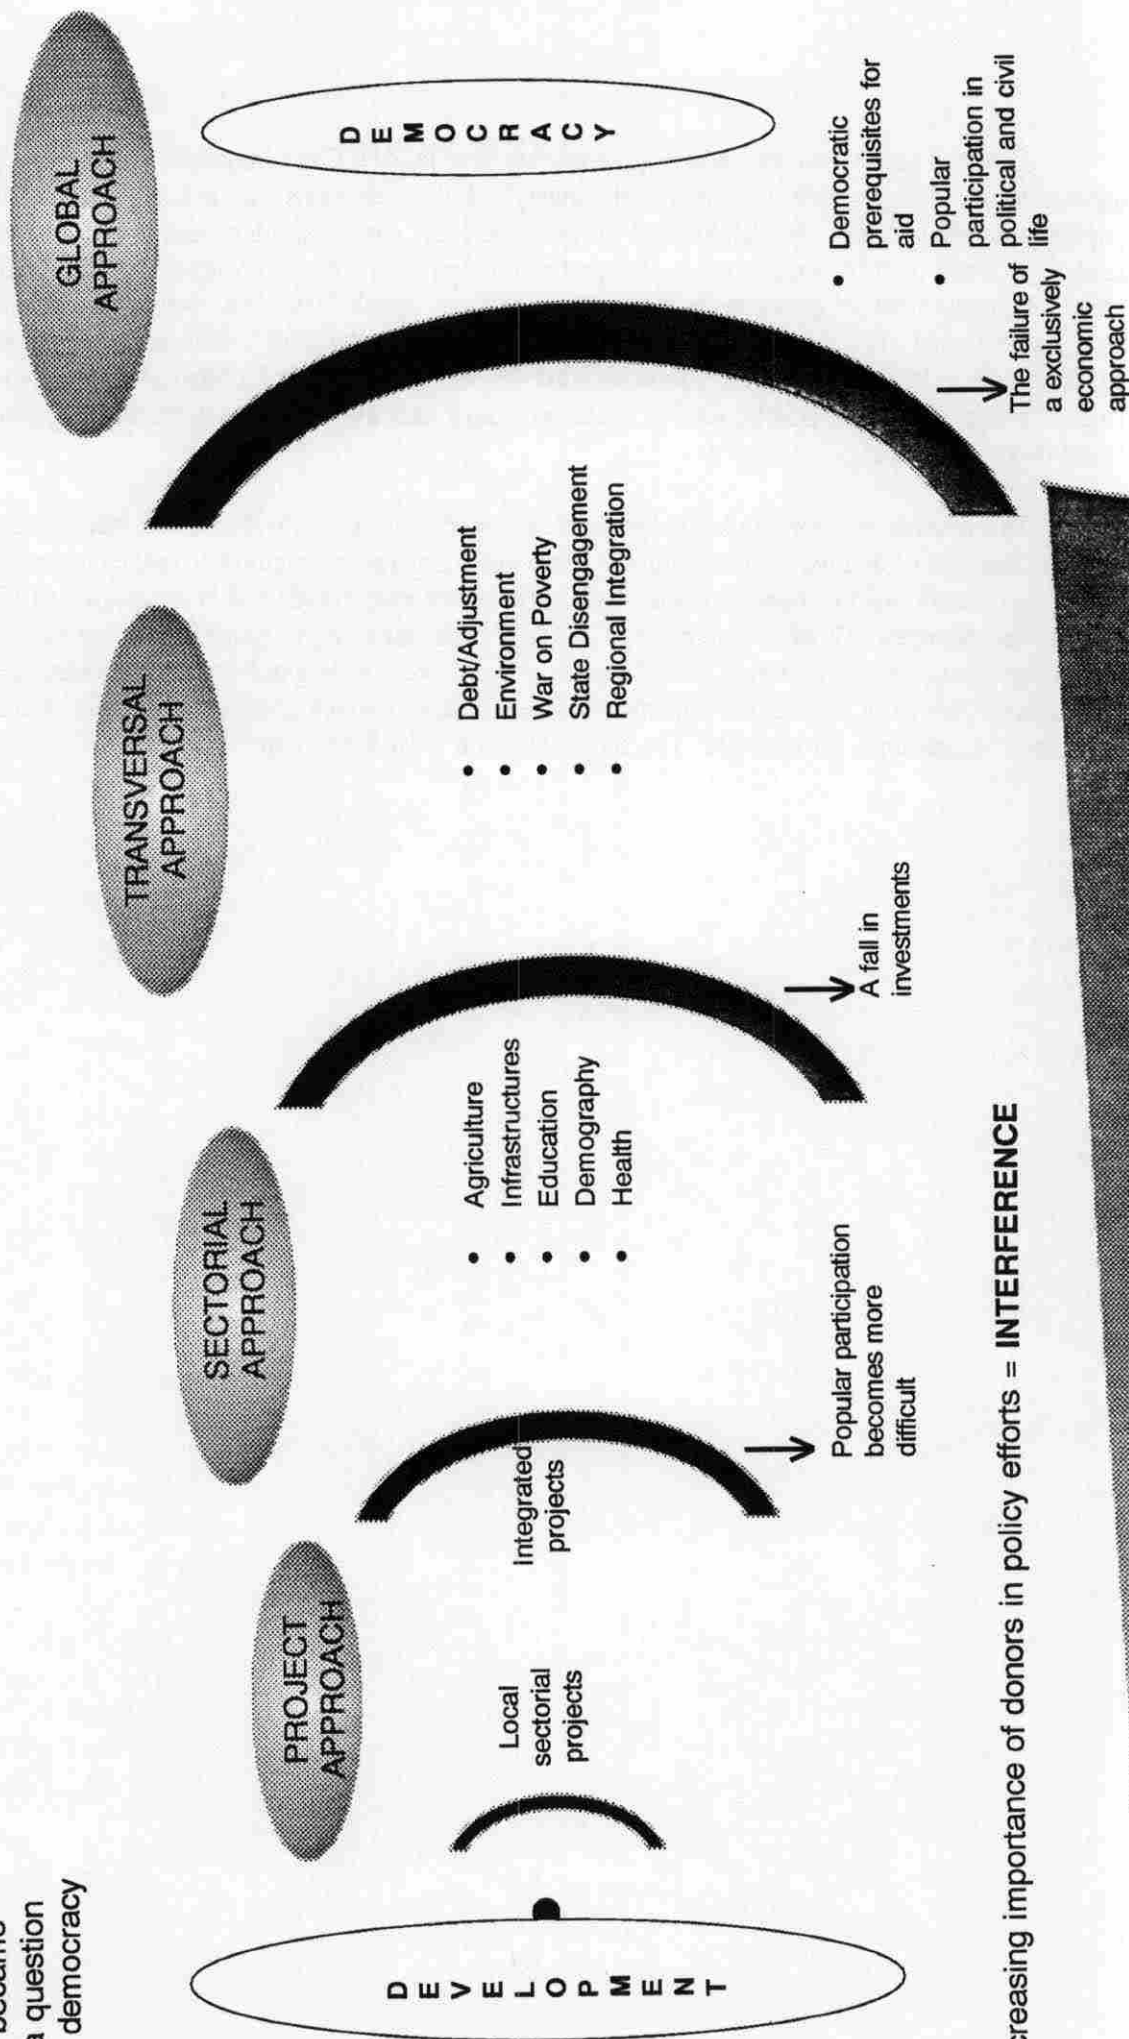 became
a question
democracy
PROJECT
APPROACH
SECTORIAL
APPROACH
TRANSVERSAL
APPROACH
GLOBAL
APPROACH
DEVELOPMENT
Local
sectorial
projects
Integrated
projects
Popular participation
becomes more
difficult
• Agriculture
• Infrastructures
• Education
• Demography
• Health
A fall in
investments
• Debt/Adjustment
• Environment
• War on Poverty
• State Disengagement
• Regional Integration
The failure of
a exclusively
economic
approach
DEMOCRACY
• Democratic
prerequisites for
aid
• Popular
participation in
political and civil
life
creasing importance of donors in policy efforts = INTERFERENCE